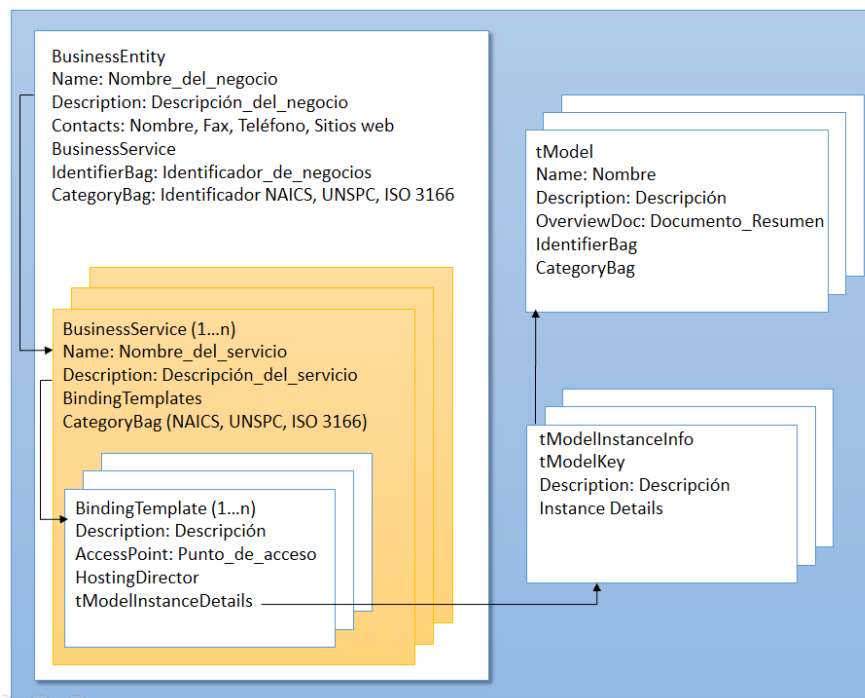 BusinessEntity
Name: Nombre_del_negocio
Description: Descripción_del_negocio
Contacts: Nombre, Fax, Teléfono, Sitios web
BusinessService
IdentifierBag: Identificador_de_negocios
CategoryBag: Identificador NAICS, UNSPC, ISO 3166
BusinessService (1...n)
Name: Nombre_del_servicio
Description: Descripción_del_servicio
BindingTemplates
CategoryBag (NAICS, UNSPC, ISO 3166)
BindingTemplate (1...n)
Description: Descripción
AccessPoint: Punto_de_acceso
HostingDirector
tModelInstanceDetails
tModel
Name: Nombre
Description: Descripción
OverviewDoc: Documento_Resumen
IdentifierBag
CategoryBag
tModelInstanceInfo
tModelKey
Description: Descripción
Instance Details